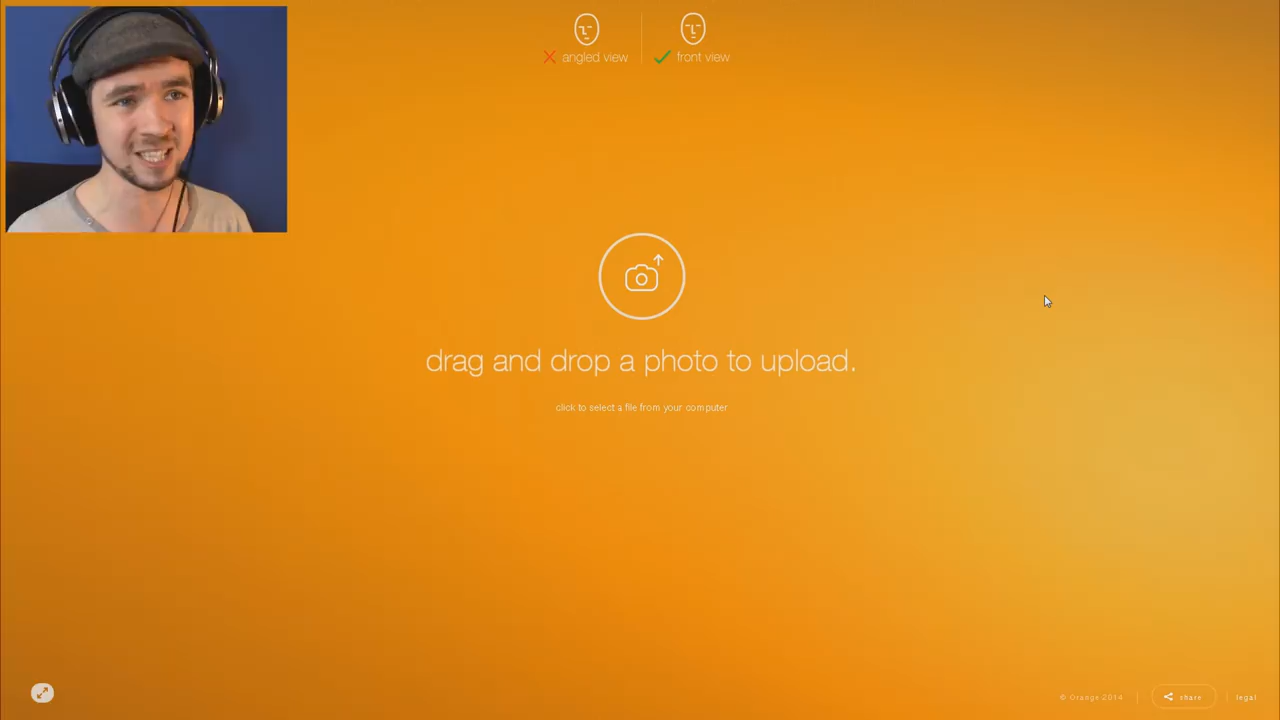 angled view
front view
drag and drop a photo to upload.
click to select a file from your computer
© Orange 2014
share
legal